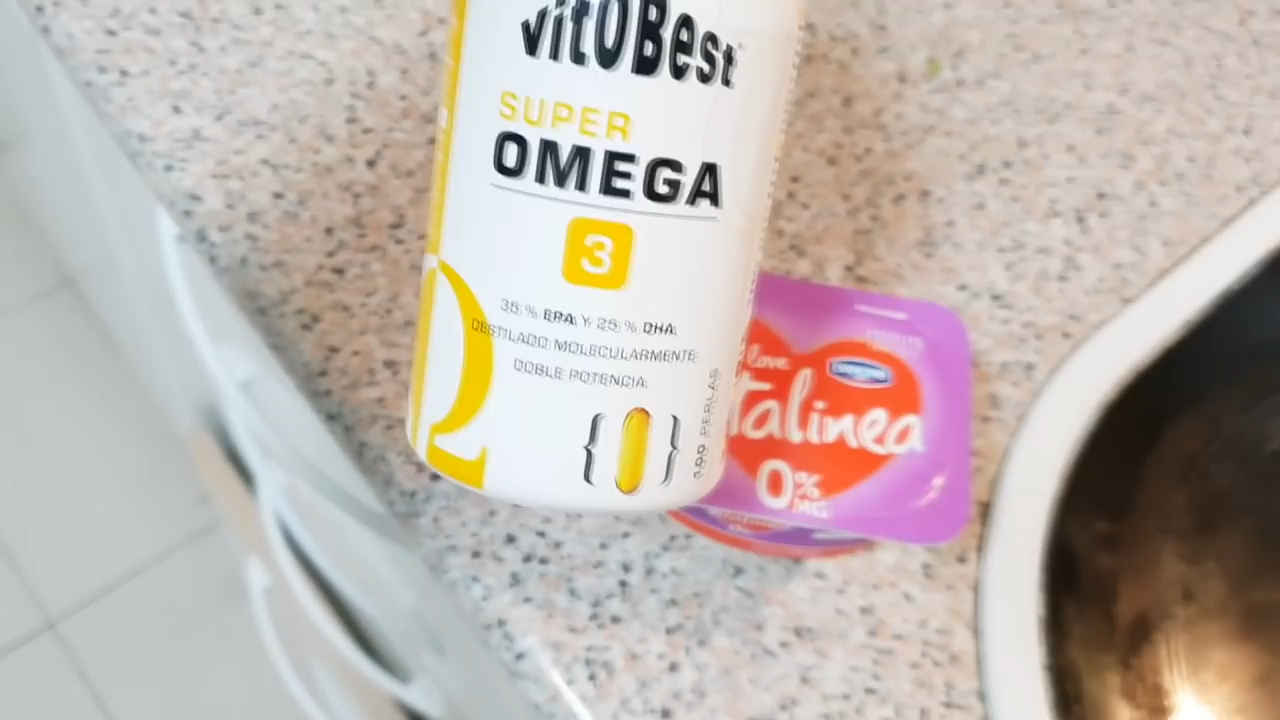 VitOBest
SUPER
OMEGA
3
35 % EPA Y 25 % DHA
DESTILADO MOLECULARMENTE
DOBLE POTENCIA
100 PERLAS
love
talinea
0%
MG